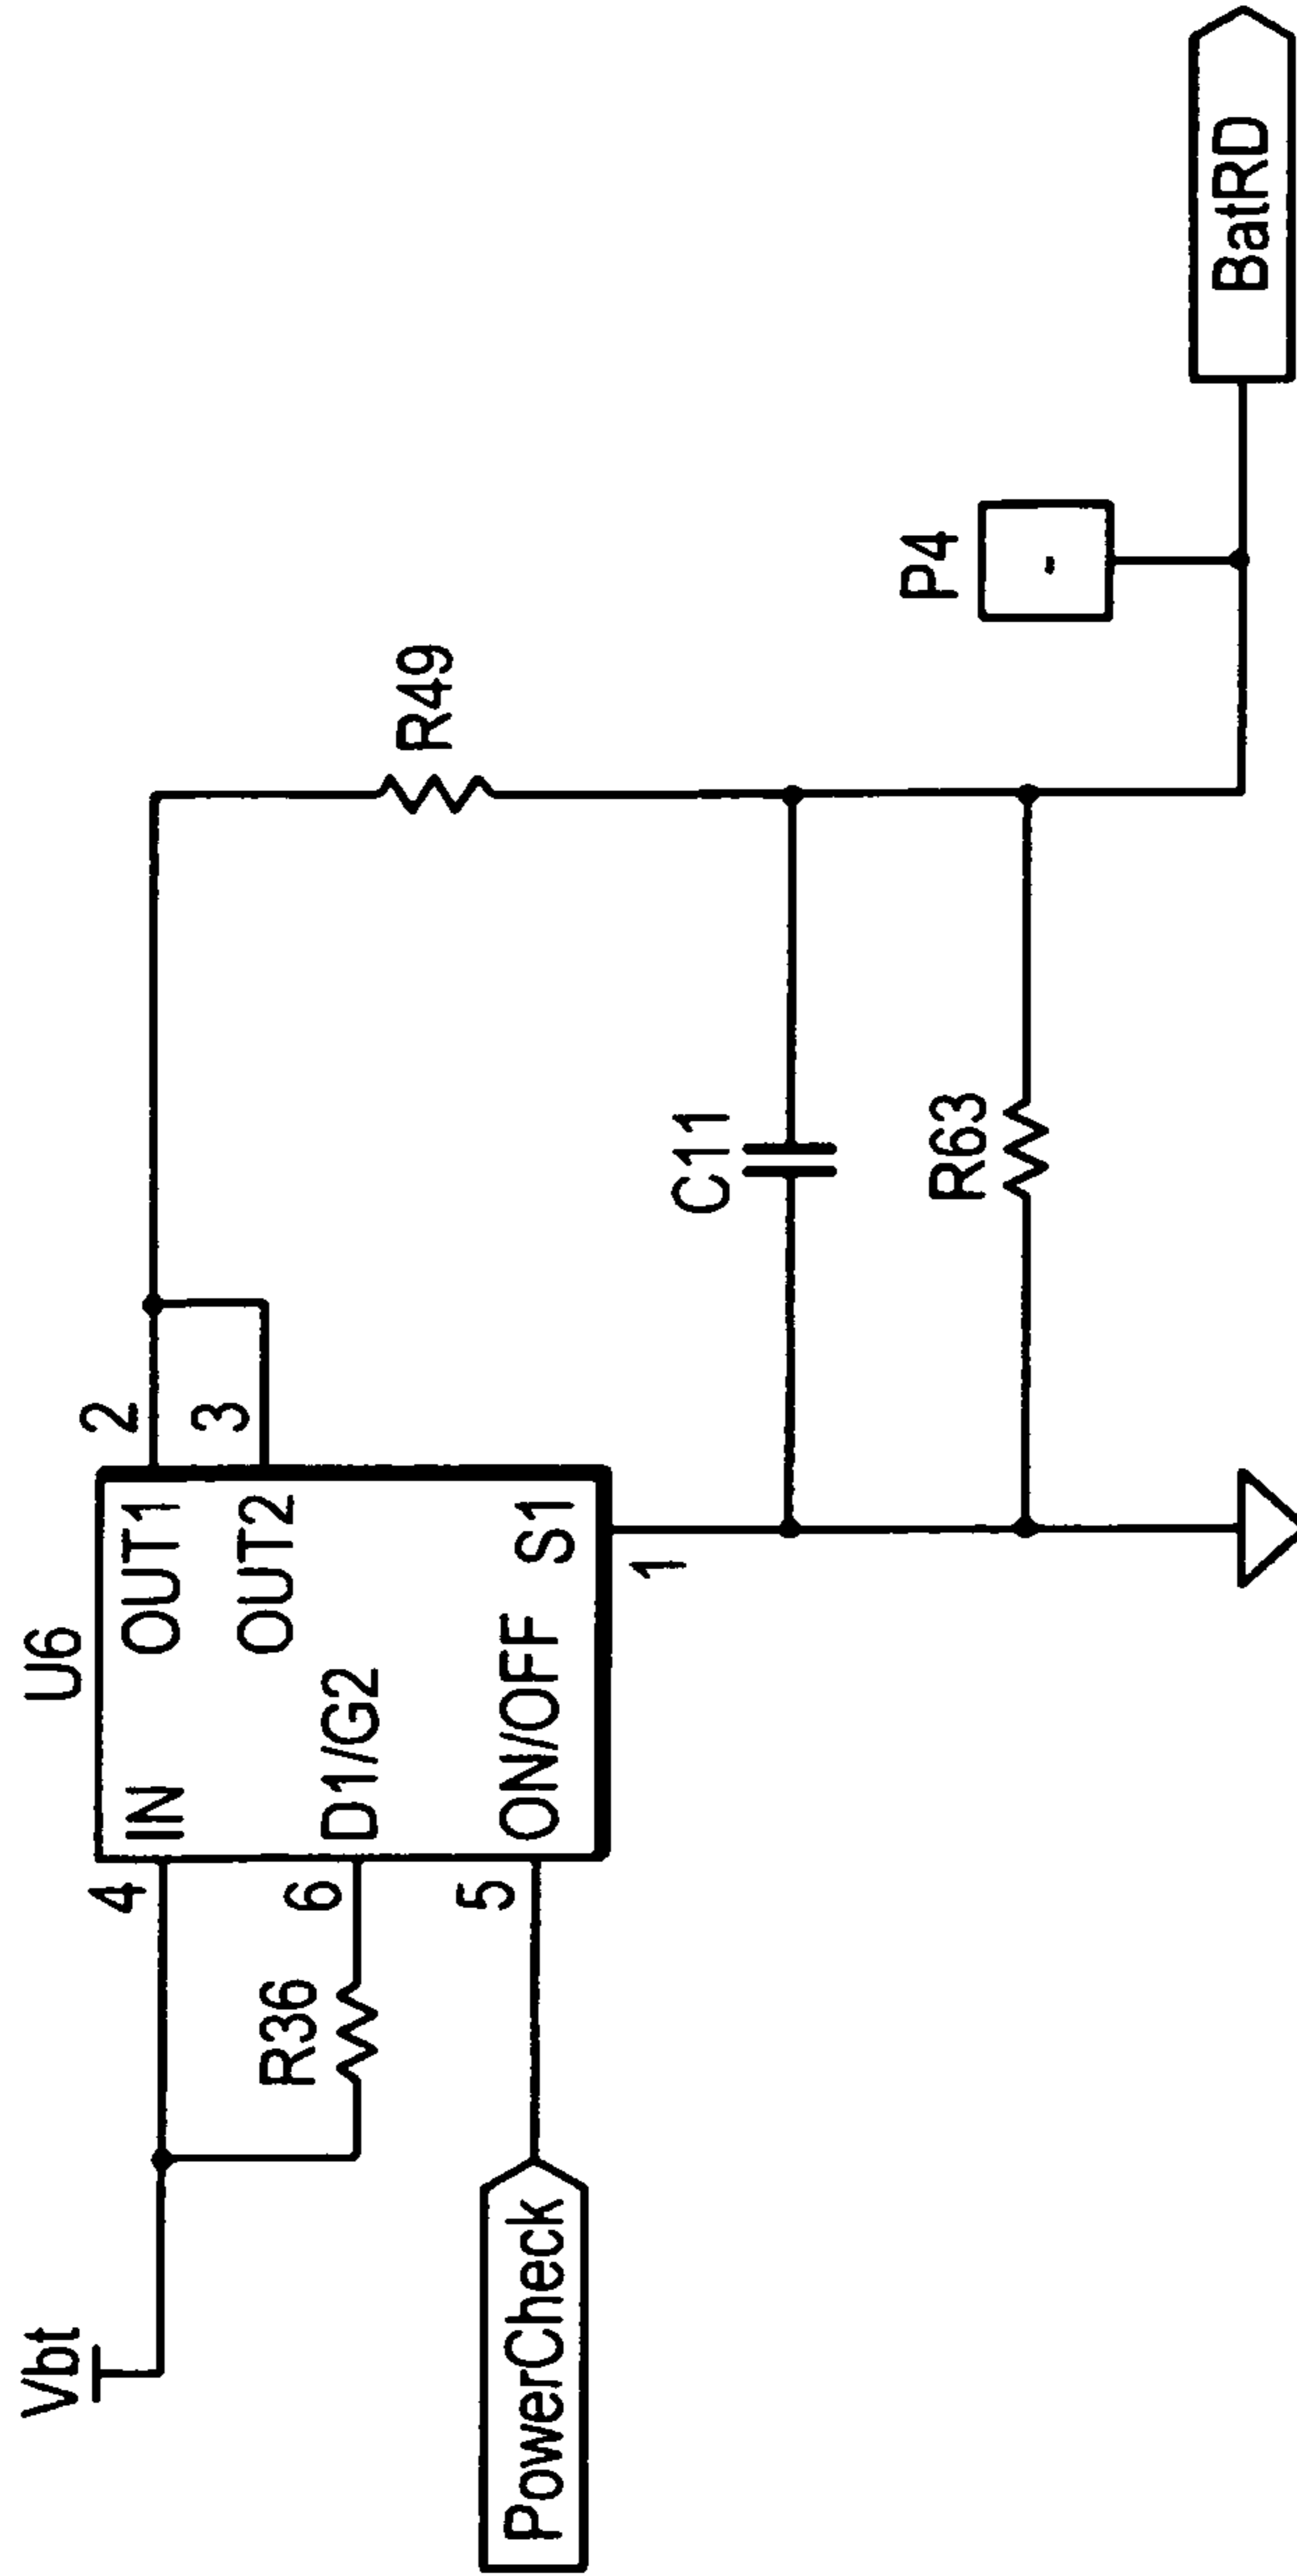 Vbt
U6
4
IN
OUT1
2
OUT2
3
R36
6
D1/G2
PowerCheck
5
ON/OFF
S1
1
R49
C11
R63
P4
-
BatRD